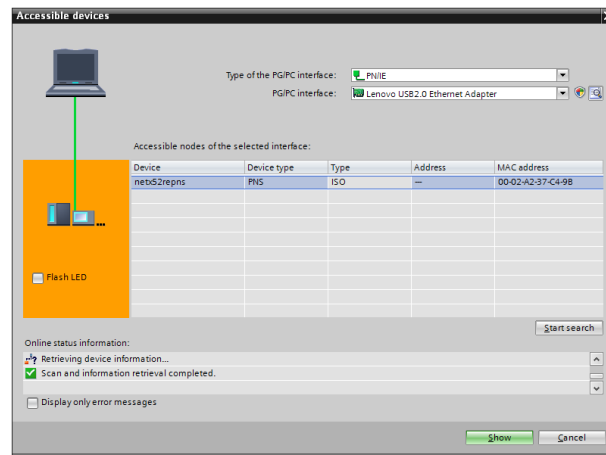 Accessible devices
Type of the PG/PC interface: PN/IE
PG/PC interface: Lenovo USB2.0 Ethernet Adapter
Accessible nodes of the selected interface:
Device Device type Type Address MAC address
netx52repns PNS ISO — 00-02-A2-37-C4-9B
Flash LED
Start search
Online status information:
Retrieving device information...
Scan and information retrieval completed.
Display only error messages
Show Cancel